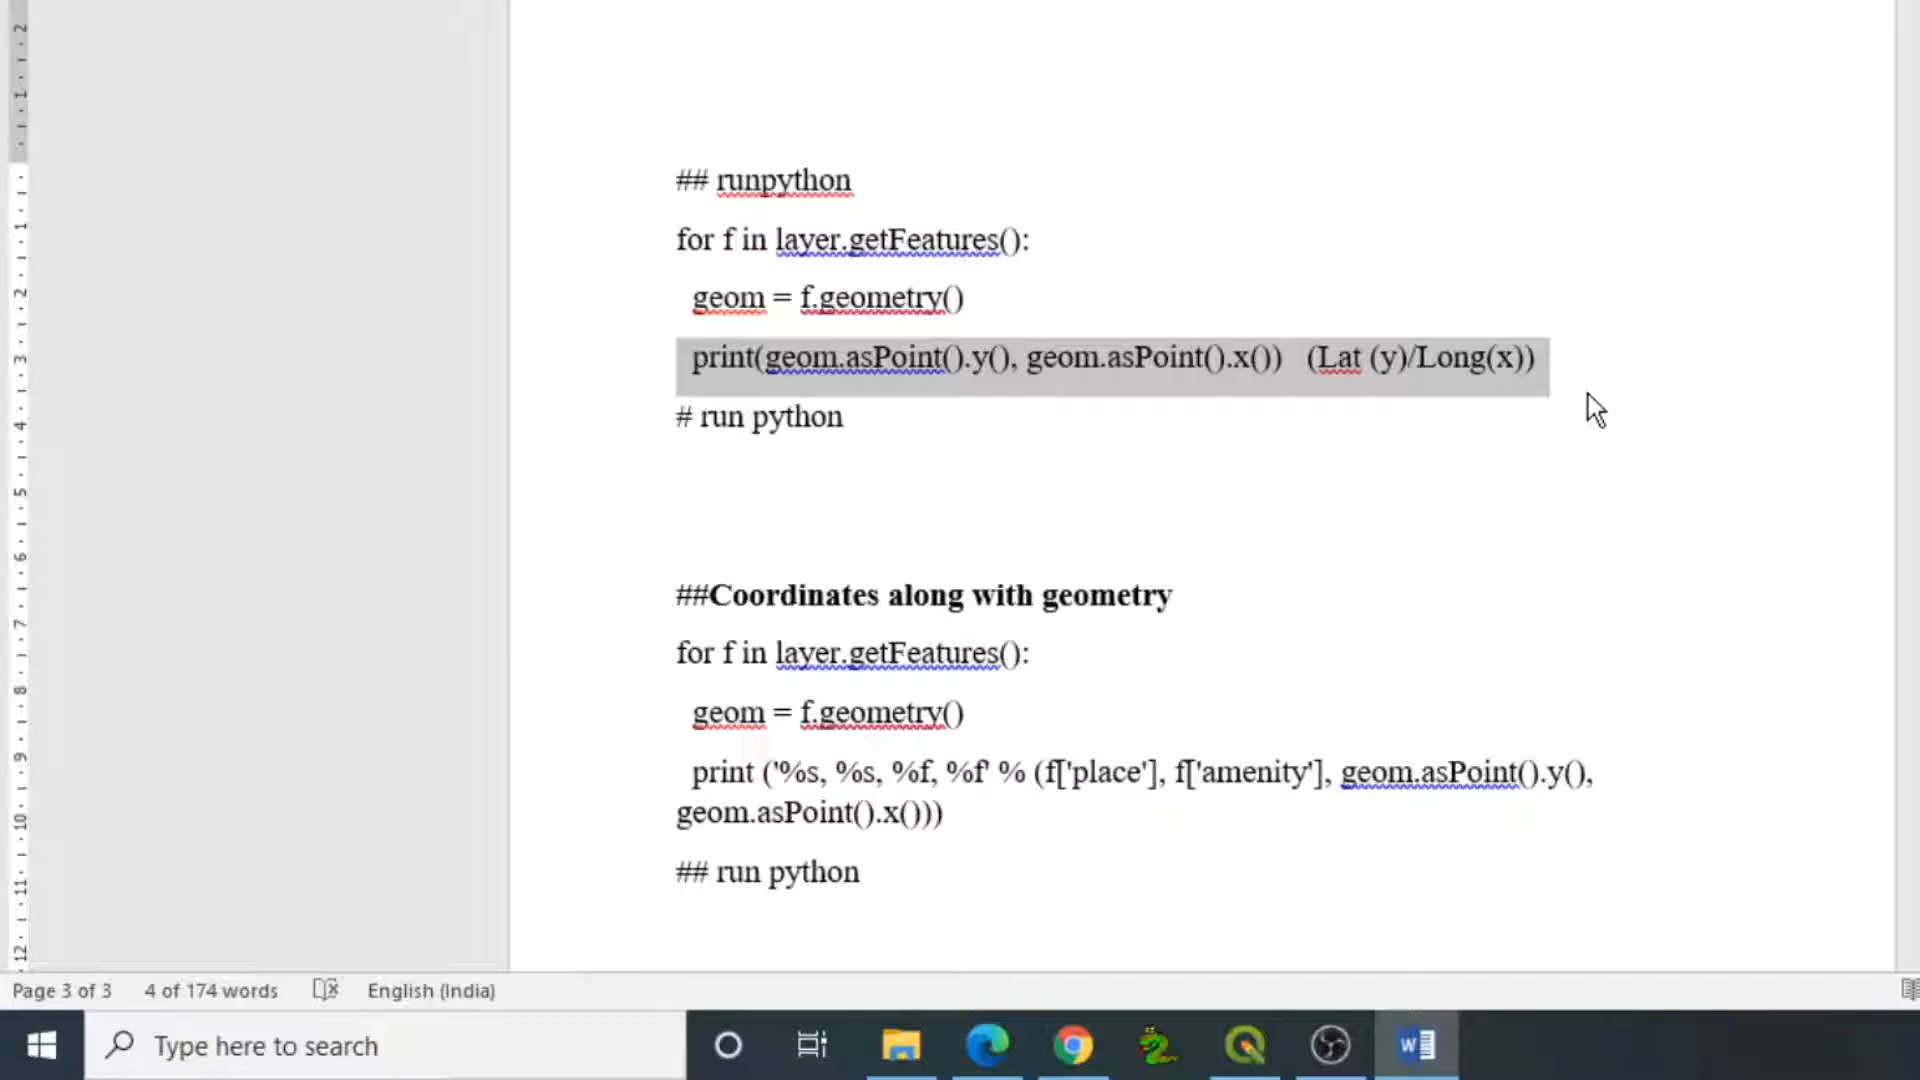 ## runpython
for f in layer.getFeatures():
geom = f.geometry()
print(geom.asPoint().y(), geom.asPoint().x()) (Lat (y)/Long(x))
# run python
##Coordinates along with geometry
for f in layer.getFeatures():
geom = f.geometry()
print ('%s, %s, %f, %f' % (f['place'], f['amenity'], geom.asPoint().y(),
geom.asPoint().x()))
## run python
Page 3 of 3 4 of 174 words English (India)
Type here to search